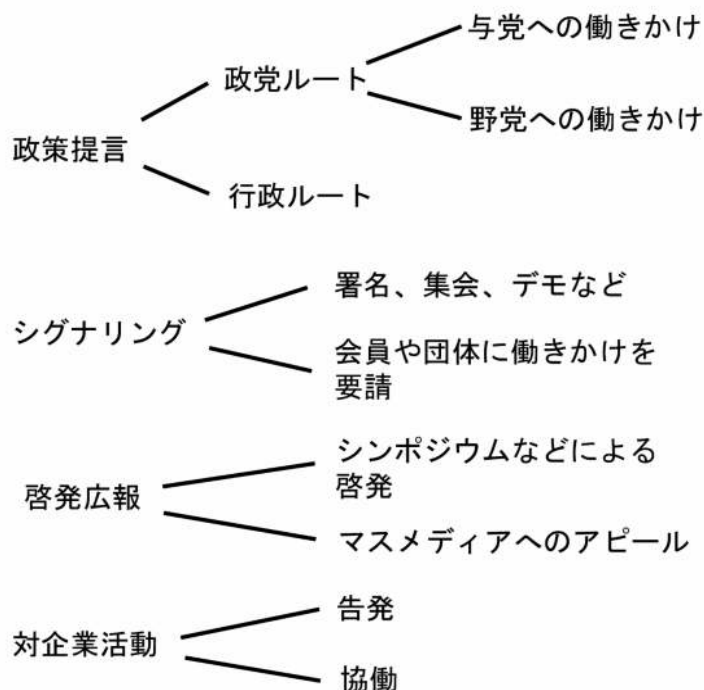 与党への働きかけ
政党ルート
野党への働きかけ
政策提言
行政ルート
署名、集会、デモなど
シグナリング
会員や団体に働きかけを
要請
シンポジウムなどによる
啓発
啓発広報
マスメディアへのアピール
告発
対企業活動
協働